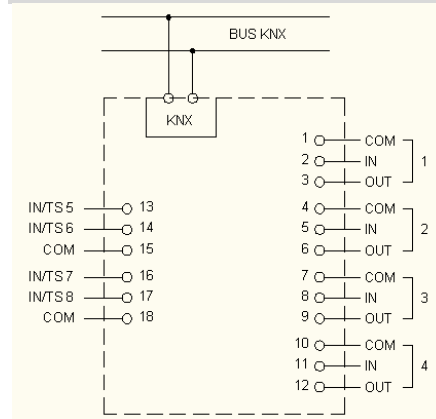 BUS KNX
KNX
1 COM
2 IN 1
3 OUT
IN/TS5 13
IN/TS6 14
COM 15
IN/TS7 16
IN/TS8 17
COM 18
4 COM
5 IN 2
6 OUT
7 COM
8 IN 3
9 OUT
10 COM
11 IN 4
12 OUT